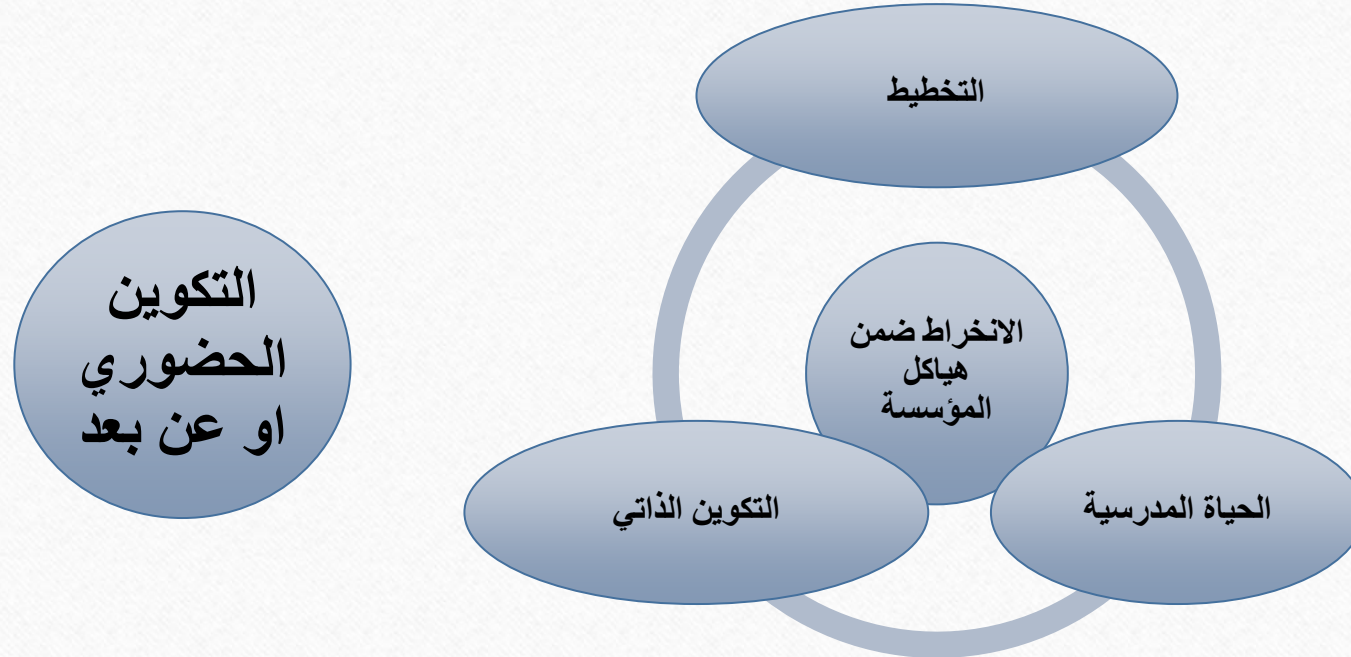 التخطيط
الانخراط ضمن
هياكل
المؤسسة
الحياة المدرسية
التكوين الذاتي
التكوين
الحضوري
او عن بعد